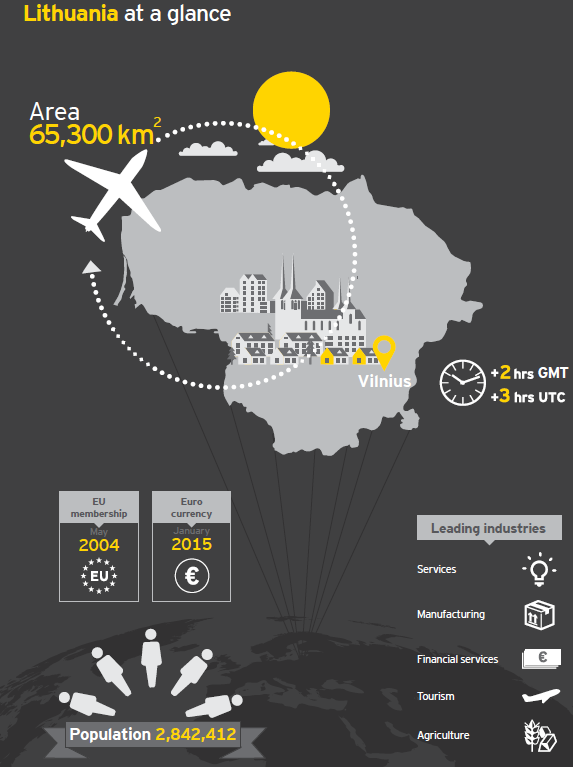 Lithuania at a glance
Area
65,300 km²
Vilnius
+2 hrs GMT
+3 hrs UTC
EU
membership
May
2004
EU
Euro
currency
January
2015
€
Leading industries
Services
Manufacturing
Financial services
€
Tourism
Agriculture
Population 2,842,412